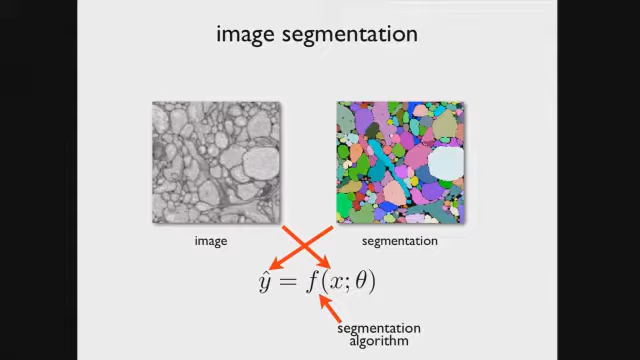 image segmentation
image
segmentation
ŷ = f(x; θ)
segmentation
algorithm